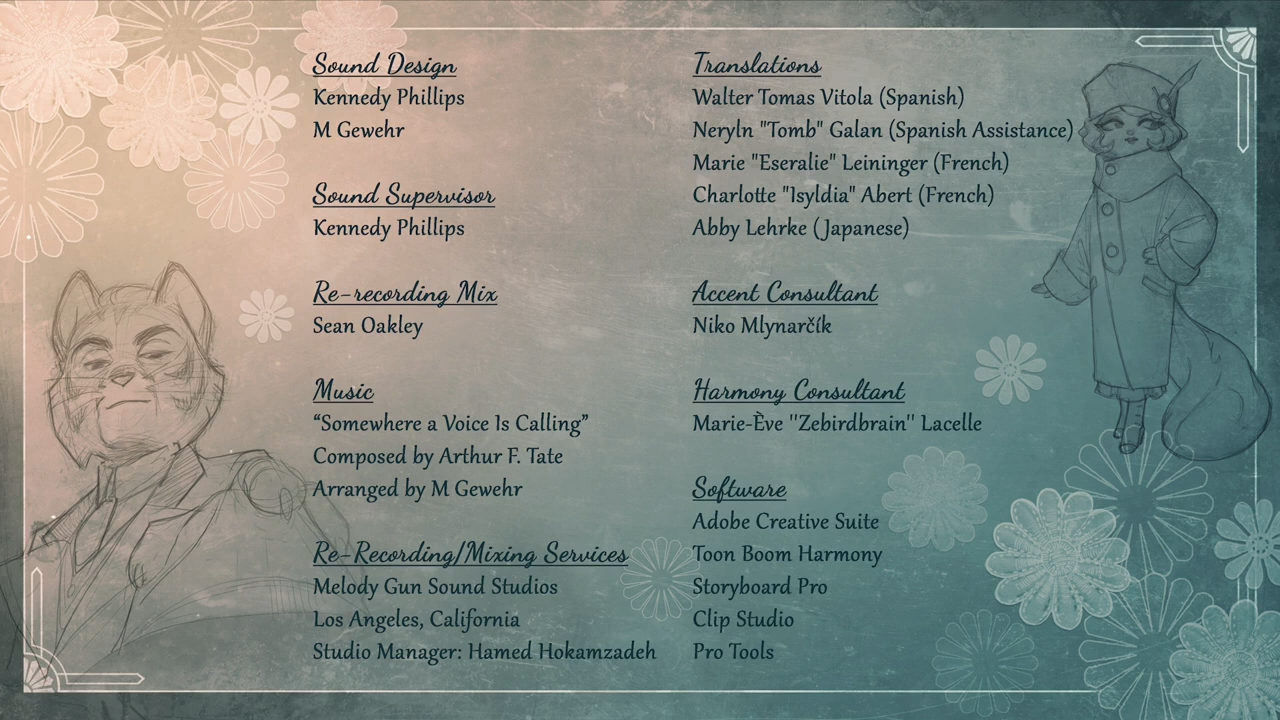 Sound Design
Kennedy Phillips
M Gewehr
Sound Supervisor
Kennedy Phillips
Re-recording Mix
Sean Oakley
Music
“Somewhere a Voice Is Calling”
Composed by Arthur F. Tate
Arranged by M Gewehr
Re-Recording/Mixing Services
Melody Gun Sound Studios
Los Angeles, California
Studio Manager: Hamed Hokamzadeh
Translations
Walter Tomas Vitola (Spanish)
Neryln "Tomb" Galan (Spanish Assistance)
Marie "Eseralie" Leininger (French)
Charlotte "Isyldia" Abert (French)
Abby Lehrke (Japanese)
Accent Consultant
Niko Mlynarčík
Harmony Consultant
Marie-Ève "Zebirdbrain" Lacelle
Software
Adobe Creative Suite
Toon Boom Harmony
Storyboard Pro
Clip Studio
Pro Tools